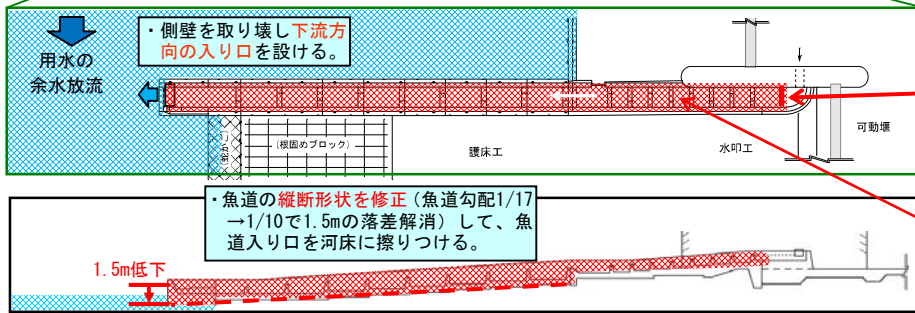 ・側壁を取り壊し下流方
向の入り口を設ける。
用水の
余水放流
可動堰
(根固めブロック)
護床工
水叩工
・魚道の縦断形状を修正（魚道勾配1/17
→1/10で1.5mの落差解消）して、魚
道入り口を河床に擦りつける。
1.5m低下